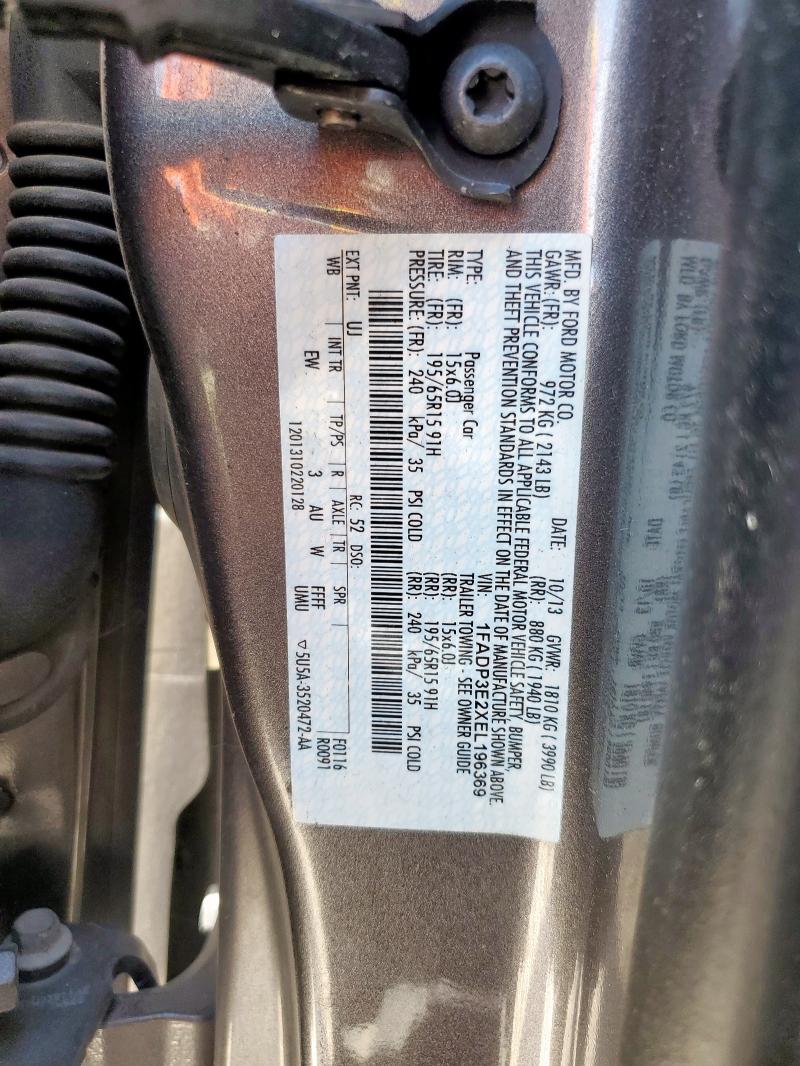 MFD. BY FORD MOTOR CO.
DATE: 10/13 GVWR: 1810 KG ( 3990 LB)
GAWR: (FR): 972 KG ( 2143 LB) (RR): 880 KG ( 1940 LB)
THIS VEHICLE CONFORMS TO ALL APPLICABLE FEDERAL MOTOR VEHICLE SAFETY, BUMPER,
AND THEFT PREVENTION STANDARDS IN EFFECT ON THE DATE OF MANUFACTURE SHOWN ABOVE.
VIN: 1FADP3E2XEL196369
TYPE: Passenger Car TRAILER TOWING - SEE OWNER GUIDE
RIM: (FR): 15x6.0J (RR): 15x6.0J
TIRE: (FR): 195/65R15 91H (RR): 195/65R15 91H
PRESSURE: (FR): 240 kPa/ 35 PSI COLD (RR): 240 kPa/ 35 PSI COLD
EXT PNT: UJ RC: 52 DSO: F0116
WB INT TR TP/PS R AXLE TR SPR R0091
EW 3 AU W FFFF UMU
1201310220128 ▽5U5A-3520472-AA